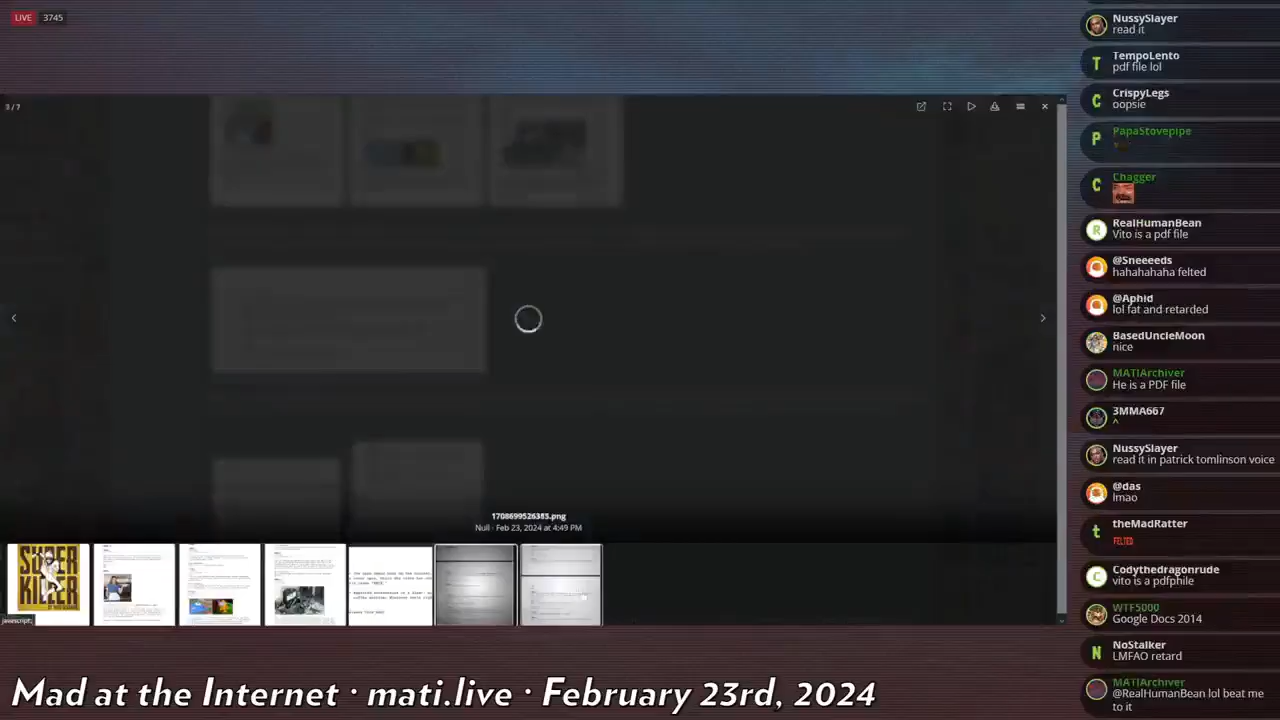 LIVE 3745
3 / 7
1708699526385.png
Null · Feb 23, 2024 at 4:49 PM
SUPER
KILLER
javascript:
NussySlayer
read it
T
TempoLento
pdf file lol
C
CrispyLegs
oopsie
P
PapaStovepipe
C
Chagger
R
RealHumanBean
Vito is a pdf file
@Sneeeeds
hahahahaha felted
@Aphid
lol fat and retarded
BasedUncleMoon
nice
MATIArchiver
He is a PDF file
3MMA667
^
NussySlayer
read it in patrick tomlinson voice
@das
lmao
t
theMadRatter
FELTED
C
Codythedragonrude
vito is a pdfphile
WTF5000
Google Docs 2014
N
NoStalker
LMFAO retard
MATIArchiver
@RealHumanBean lol beat me
to it
Mad at the Internet · mati.live · February 23rd, 2024